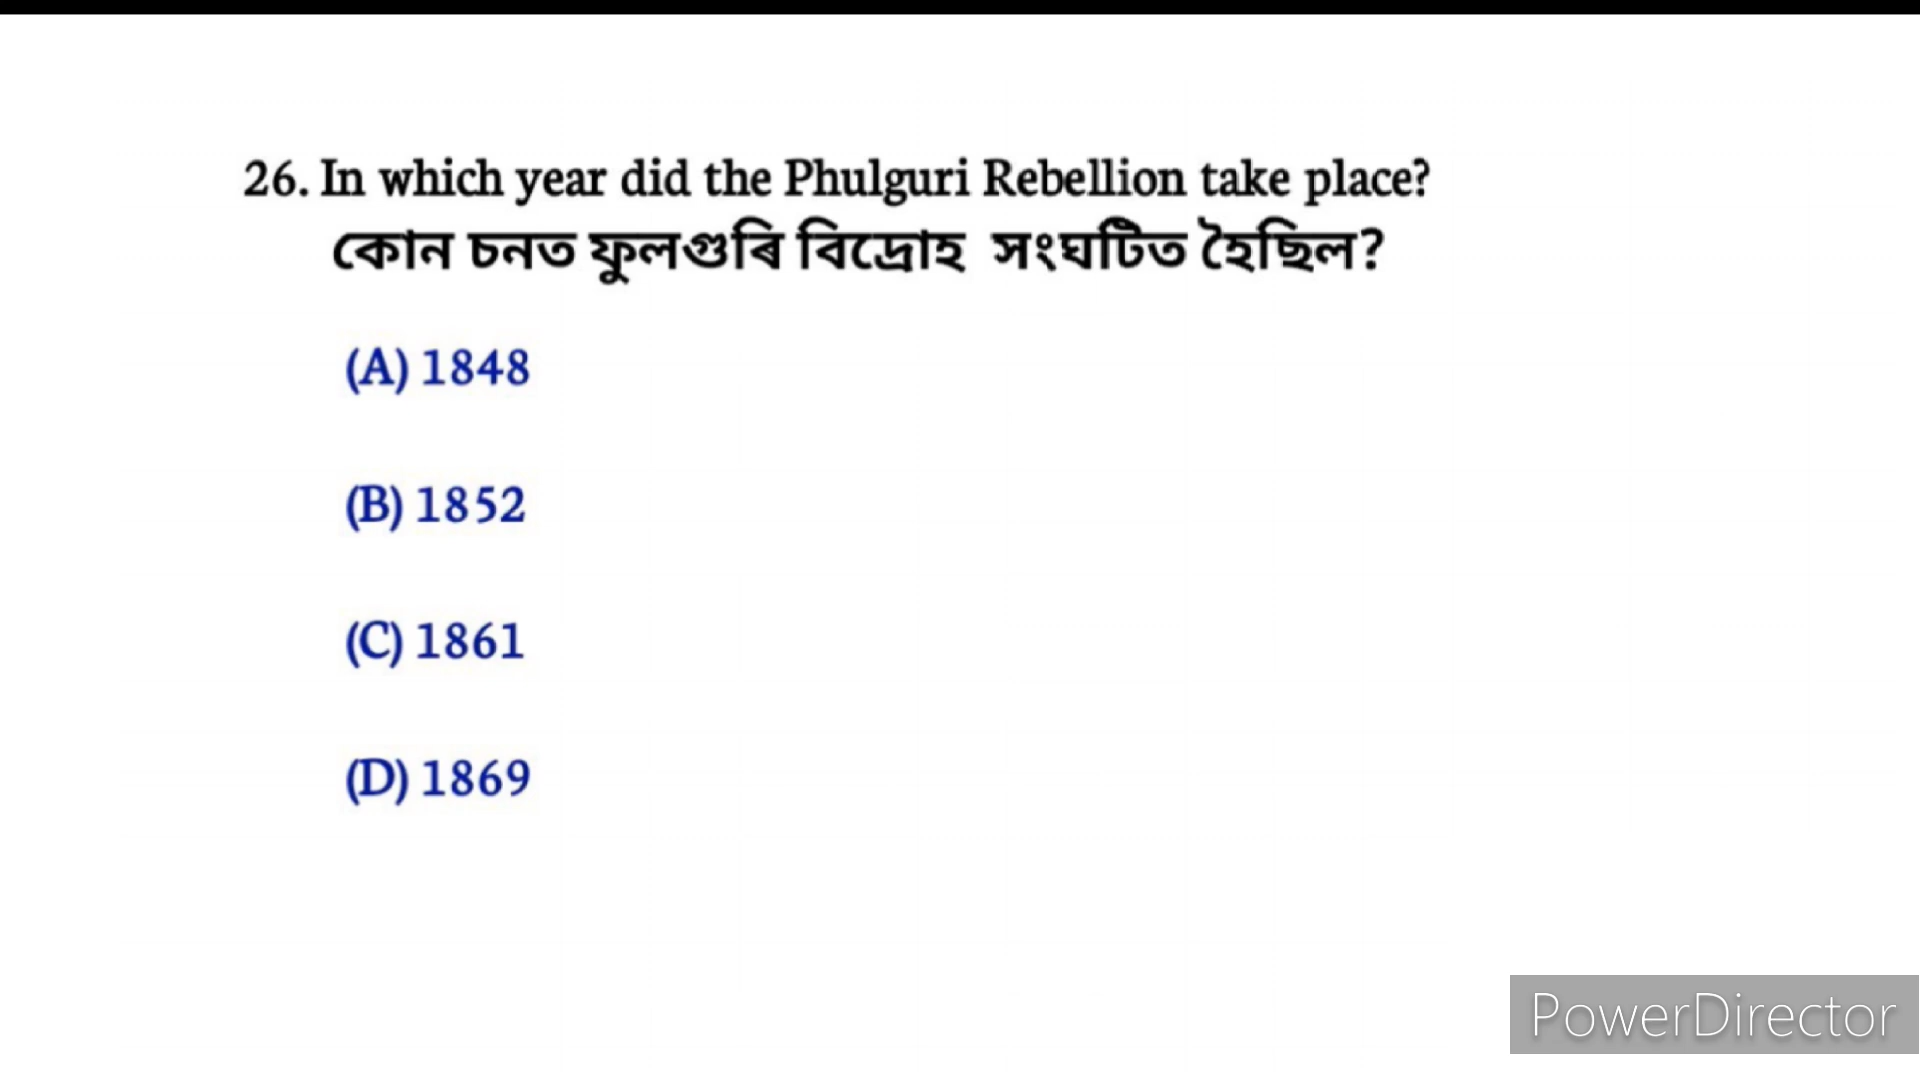 26. In which year did the Phulguri Rebellion take place?
কোন চনত ফুলগুৰি বিদ্ৰোহ সংঘটিত হৈছিল?
(A) 1848
(B) 1852
(C) 1861
(D) 1869
PowerDirector